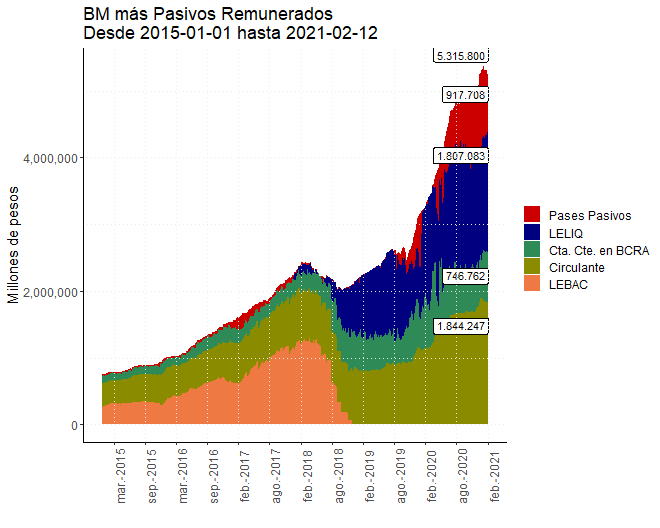 BM más Pasivos Remunerados
Desde 2015-01-01 hasta 2021-02-12
Millones de pesos
4,000,000
2,000,000
0
5.315.800
917.708
1.807.083
746.762
1.844.247
mar.-2015
sep.-2015
mar.-2016
ago.-2016
feb.-2017
ago.-2017
feb.-2018
ago.-2018
feb.-2019
ago.-2019
feb.-2020
ago.-2020
feb.-2021
Pases Pasivos
LELIQ
Cta. Cte. en BCRA
Circulante
LEBAC